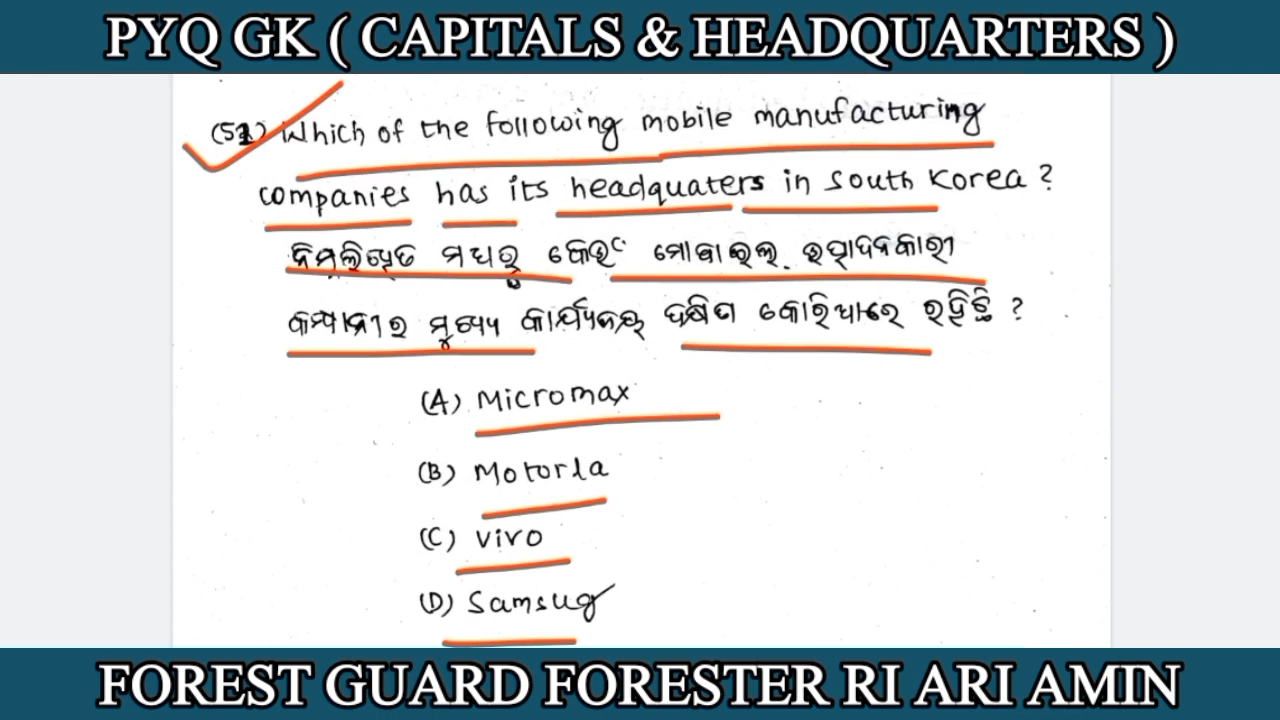 PYQ GK ( CAPITALS & HEADQUARTERS )
(51) Which of the following mobile manufacturing
companies has its headquaters in south Korea ?
ନିମ୍ନଲିଖିତ ମଧ୍ୟରୁ କେଉଁ ମୋବାଇଲ୍ ଉତ୍ପାଦନକାରୀ
କମ୍ପାନୀର ମୁଖ୍ୟ କାର୍ଯ୍ୟାଳୟ ଦକ୍ଷିଣ କୋରିଆରେ ରହିଛି ?
(A) Micromax
(B) Motorla
(C) vivo
(D) Samsug
FOREST GUARD FORESTER RI ARI AMIN